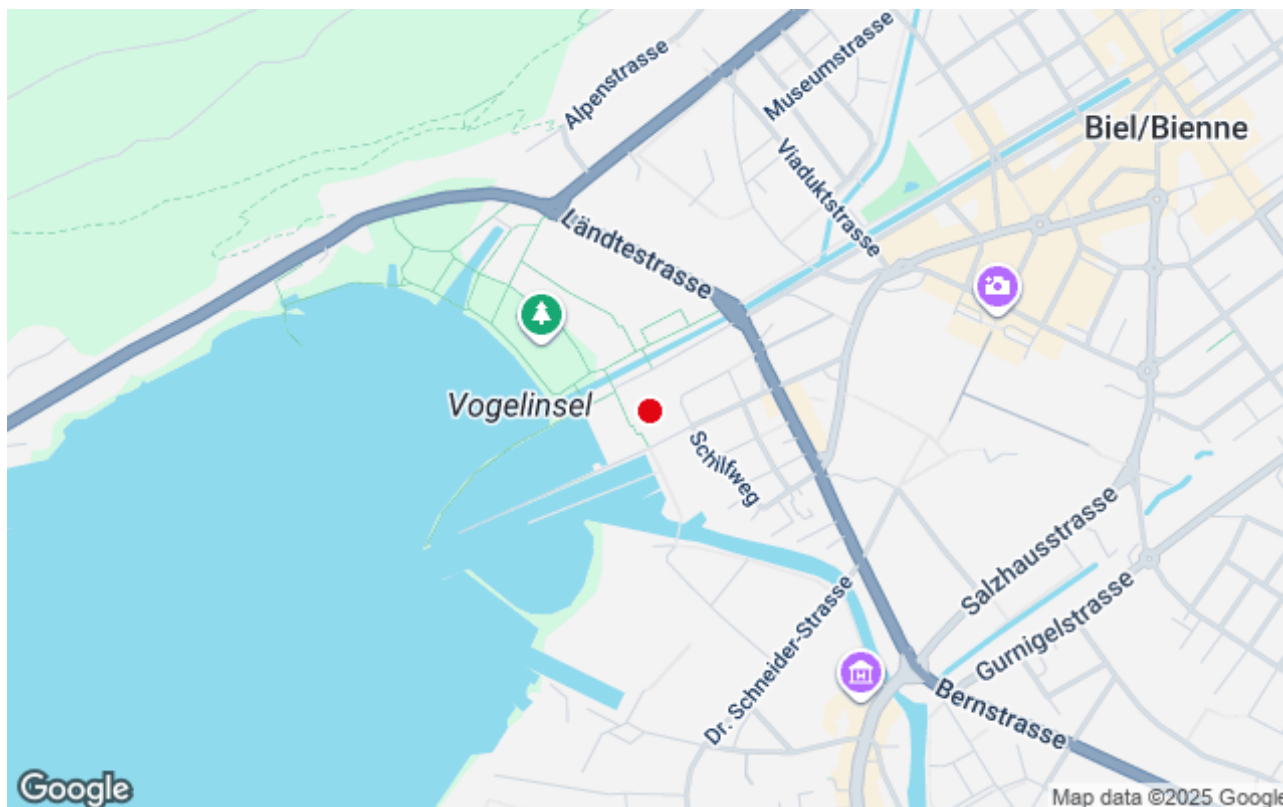 Alpenstrasse
Museumstrasse
Biel/Bienne
Viaduktstrasse
Ländtestrasse
Vogelinsel
Schilfweg
Salzhausstrasse
Gurnigelstrasse
Dr. Schneider-Strasse
Bernstrasse
Google
Map data ©2025 Google